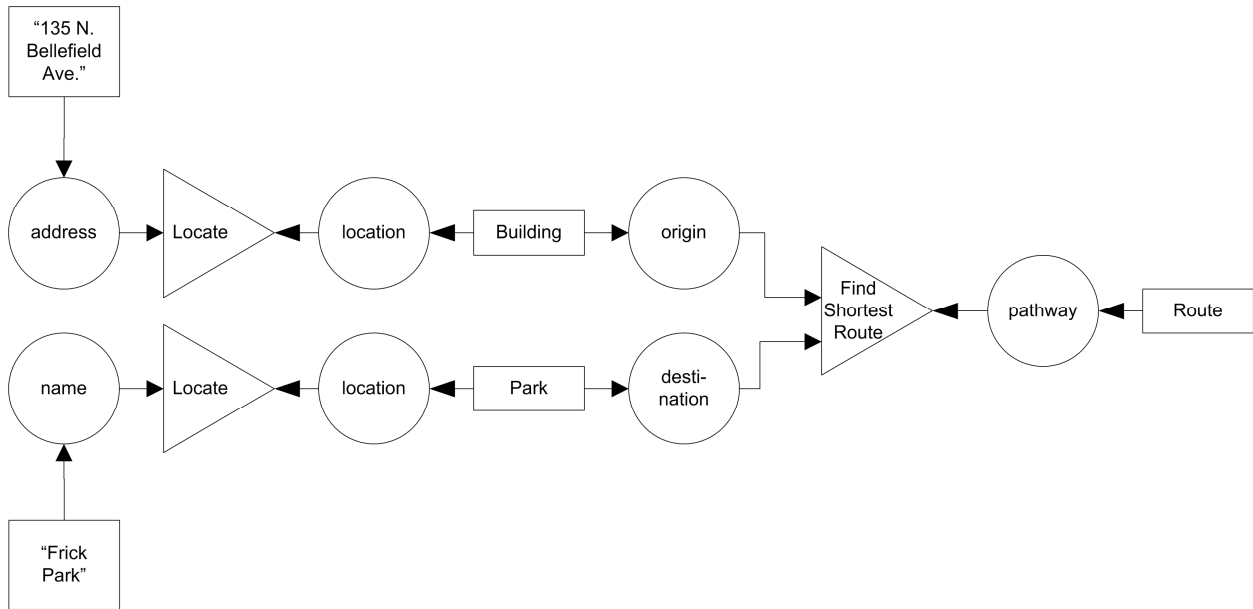 “135 N.
Bellefield
Ave.”
address
Locate
location
Building
origin
Find
Shortest
Route
pathway
Route
name
Locate
location
Park
desti-
nation
“Frick
Park”